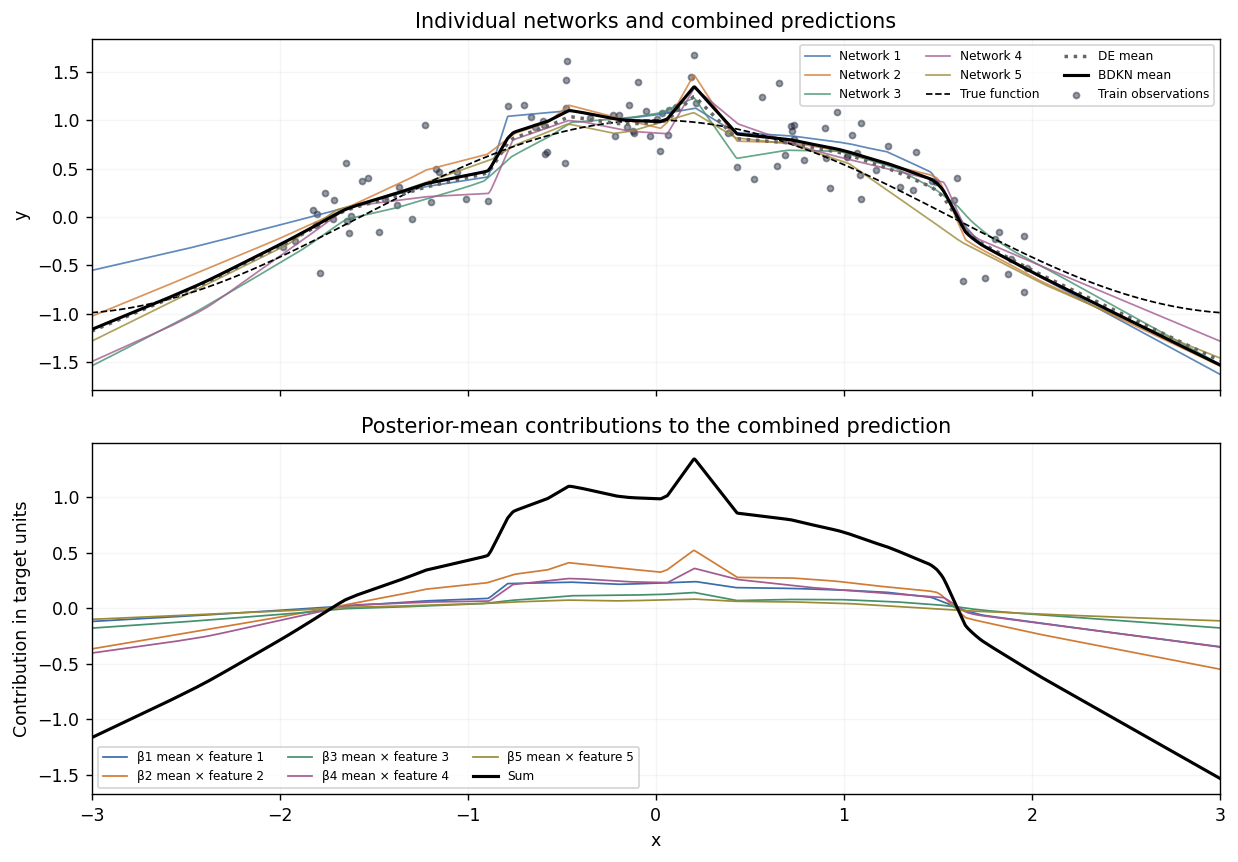 Individual networks and combined predictions
Network 1
Network 2
Network 3
Network 4
Network 5
True function
DE mean
BDKN mean
Train observations
y
1.5
1.0
0.5
0.0
−0.5
−1.0
−1.5
Posterior-mean contributions to the combined prediction
Contribution in target units
1.0
0.5
0.0
−0.5
−1.0
−1.5
β1 mean × feature 1
β2 mean × feature 2
β3 mean × feature 3
β4 mean × feature 4
β5 mean × feature 5
Sum
−3
−2
−1
0
1
2
3
x